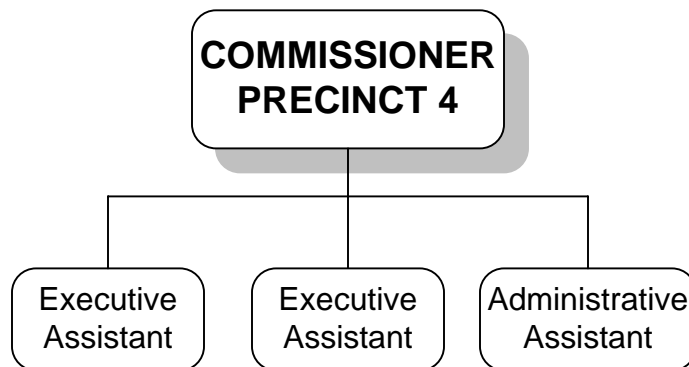 COMMISSIONER
PRECINCT 4
Executive
Assistant
Executive
Assistant
Administrative
Assistant